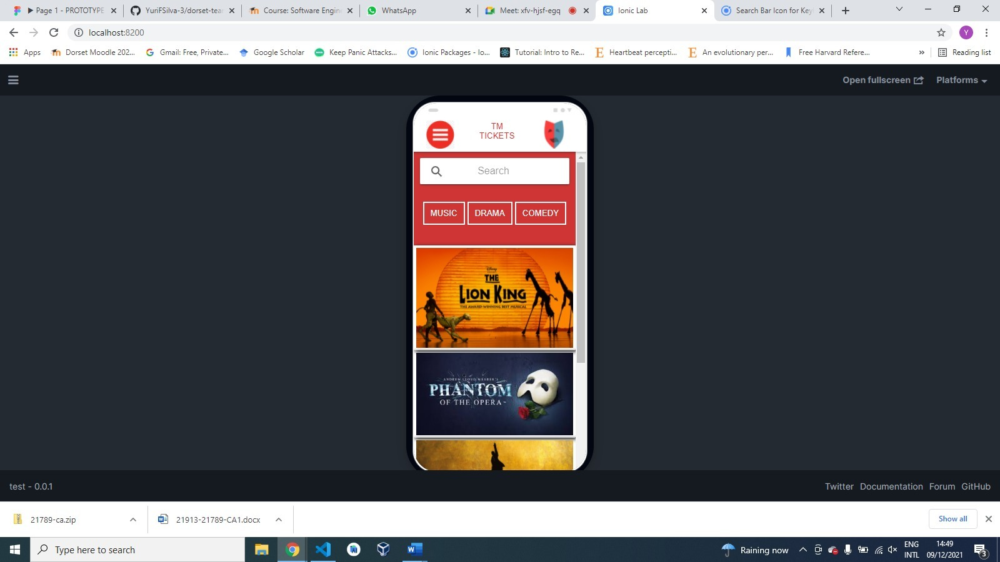 ▶ Page 1 - PROTOTYPE
YuriFSilva-3/dorset-tear
Course: Software Engine
WhatsApp
Meet: xfv-hjsf-egq
Ionic Lab
Search Bar Icon for Key
localhost:8200
Y
Apps
Dorset Moodle 202...
Gmail: Free, Private...
Google Scholar
Keep Panic Attacks...
Ionic Packages - Io...
Tutorial: Intro to Re...
Heartbeat percepti...
An evolutionary per...
Free Harvard Refere...
»
Reading list
Open fullscreen
Platforms
TM
TICKETS
Search
MUSIC
DRAMA
COMEDY
Disney
THE
LION KING
THE AWARD-WINNING BEST MUSICAL
ANDREW LLOYD WEBBER'S
PHANTOM
OF THE OPERA
test - 0.0.1
Twitter
Documentation
Forum
GitHub
21789-ca.zip
21913-21789-CA1.docx
Show all
Type here to search
Raining now
ENG
INTL
14:49
09/12/2021
3